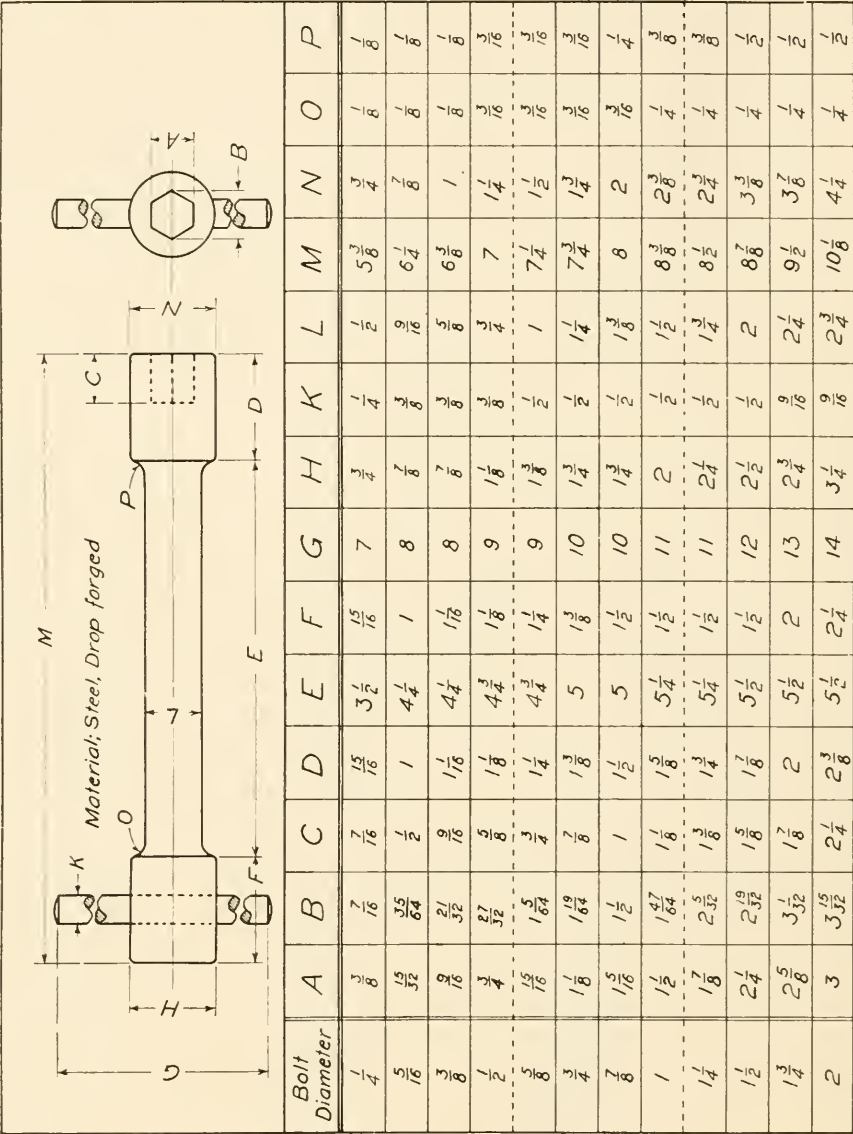 M
G
K
Material; Steel, Drop forged
C
A
H
O
L
P
N
B
F
E
D
Bolt
Diameter A B C D E F G H K L M N O P
1/4 3/8 7/16 7/16 15/16 3 1/2 15/16 7 3/4 1/4 1/2 5 3/8 3/4 1/8 1/8
5/16 15/32 35/64 1/2 1 4 1/4 1 8 7/8 3/8 9/16 6 1/4 7/8 1/8 1/8
3/8 9/16 21/32 9/16 1 1/16 4 1/4 1 1/16 8 7/8 3/8 5/8 6 3/8 1 1/8 1/8
1/2 3/4 27/32 5/8 1 1/8 4 3/4 1 1/8 9 1 1/8 3/8 3/4 7 1 1/4 3/16 3/16
5/8 15/16 1 5/64 3/4 1 1/4 4 3/4 1 1/4 9 1 3/8 1/2 1 7 1/4 1 1/2 3/16 3/16
3/4 1 1/8 1 19/64 7/8 1 3/8 5 1 3/8 10 1 3/4 1/2 1 1/4 7 3/4 1 3/4 3/16 3/16
7/8 1 5/16 1 1/2 1 1 1/2 5 1 1/2 10 1 3/4 1/2 1 3/8 8 2 3/16 1/4
1 1 1/2 1 47/64 1 1/8 1 5/8 5 1/4 1 1/2 11 2 1/2 1 1/2 8 3/8 2 3/8 1/4 3/8
1 1/4 1 7/8 2 5/32 1 3/8 1 3/4 5 1/4 1 1/2 11 2 1/4 1/2 1 3/4 8 1/2 2 3/4 1/4 3/8
1 1/2 2 1/4 2 19/32 1 5/8 1 7/8 5 1/2 1 1/2 12 2 1/2 1/2 2 8 7/8 3 3/8 1/4 1/2
1 3/4 2 5/8 3 1/32 1 7/8 2 5 1/2 2 13 2 3/4 9/16 2 1/4 9 1/2 3 7/8 1/4 1/2
2 3 3 15/32 2 1/4 2 3/8 5 1/2 2 1/4 14 3 1/4 9/16 2 3/4 10 1/8 4 1/4 1/4 1/2